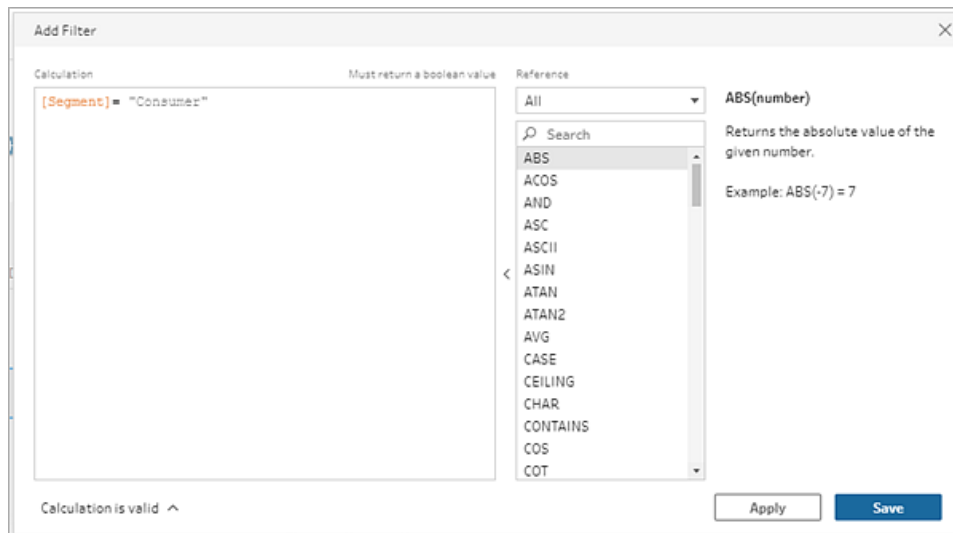 Add Filter
Calculation
Must return a boolean value
Reference
[Segment]= "Consumer"
All
Search
ABS
ACOS
AND
ASC
ASCII
ASIN
ATAN
ATAN2
AVG
CASE
CEILING
CHAR
CONTAINS
COS
COT
ABS(number)
Returns the absolute value of the
given number.
Example: ABS(-7) = 7
Calculation is valid
Apply
Save